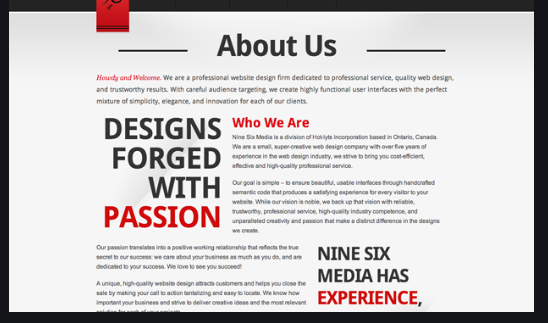 About Us
Howdy and Welcome. We are a professional website design firm dedicated to professional service, quality web design,
and trustworthy results. With careful audience targeting, we create highly functional user interfaces with the perfect
mixture of simplicity, elegance, and innovation for each of our clients.
DESIGNS
FORGED
WITH
PASSION
Who We Are
Nine Six Media is a division of Hot-lyts Incorporation based in Ontario, Canada.
We are a small, super-creative web design company with over five years of
experience in the web design industry, we strive to bring you cost-efficient,
effective and high-quality professional service.
Our goal is simple – to ensure beautiful, usable interfaces through handcrafted
semantic code that produces a satisfying experience for every visitor to your
website. While our vision is noble, we back up that vision with reliable,
trustworthy, professional service, high-quality industry competence, and
unparalleled creativity and passion that make a distinct difference in the designs
we create.
Our passion translates into a positive working relationship that reflects the true
secret to our success: we care about your business as much as you do, and are
dedicated to your success. We love to see you succeed!
A unique, high-quality website design attracts customers and helps you close the
sale by making your call to action tantalizing and easy to locate. We know how
important your business and strive to deliver creative ideas and the most relevant
NINE SIX
MEDIA HAS
EXPERIENCE,